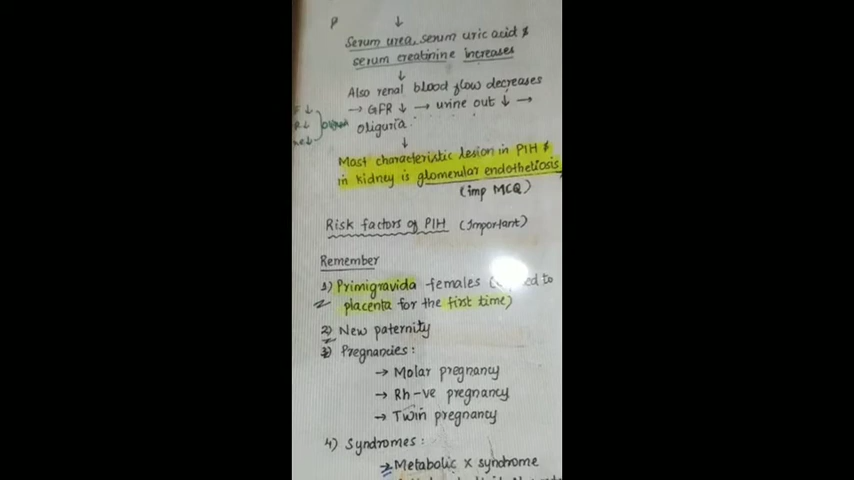 P ↓
Serum urea, serum uric acid &
serum creatinine increases
↓
Also renal blood flow decreases
→ GFR ↓ → urine out ↓ →
oliguria.
↓
Most characteristic lesion in PIH &
in kidney is glomerular endotheliosis
(imp MCQ)
Risk factors of PIH (Important)
Remember
1) Primigravida females ( to
placenta for the first time)
2) New paternity
3) Pregnancies:
→ Molar pregnancy
→ Rh-ve pregnancy
→ Twin pregnancy
4) Syndromes:
→ Metabolic X syndrome